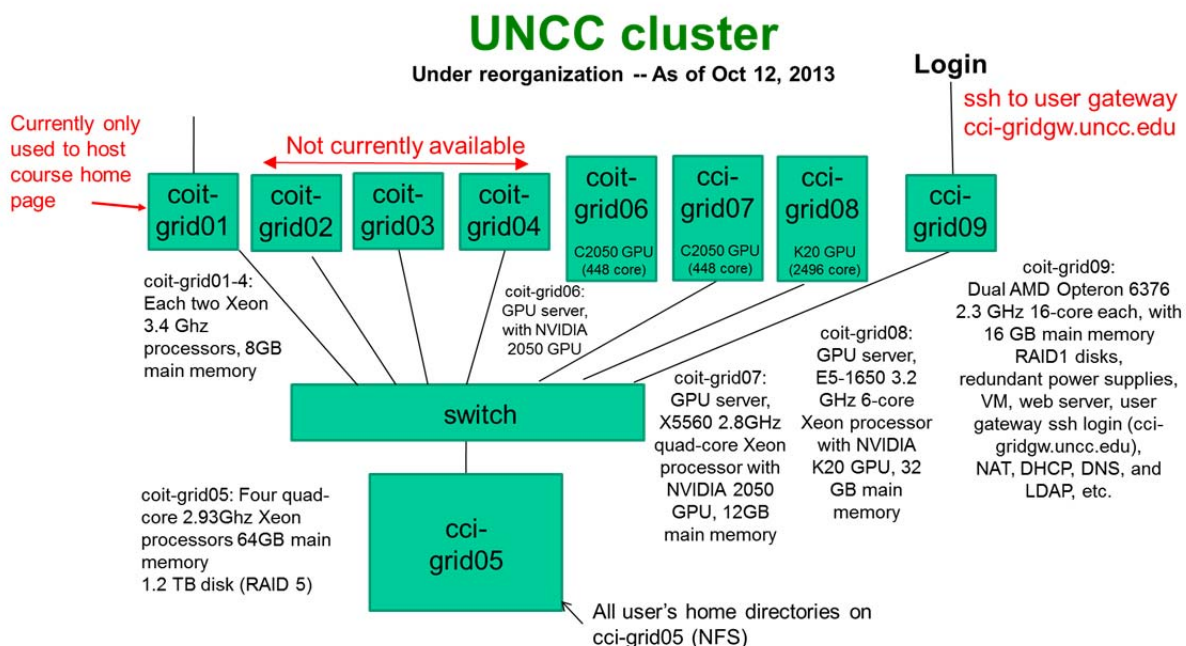 UNCC cluster
Under reorganization -- As of Oct 12, 2013
Login
ssh to user gateway
cci-gridgw.uncc.edu
Currently only
used to host
course home
page
Not currently available
coit-
grid01
coit-
grid02
coit-
grid03
coit-
grid04
coit-
grid06
C2050 GPU
(448 core)
cci-
grid07
C2050 GPU
(448 core)
cci-
grid08
K20 GPU
(2496 core)
cci-
grid09
coit-grid01-4:
Each two Xeon
3.4 Ghz
processors, 8GB
main memory
coit-grid06:
GPU server,
with NVIDIA
2050 GPU
coit-grid07:
GPU server,
X5560 2.8GHz
quad-core Xeon
processor with
NVIDIA 2050
GPU, 12GB
main memory
coit-grid08:
GPU server,
E5-1650 3.2
GHz 6-core
Xeon processor
with NVIDIA
K20 GPU, 32
GB main
memory
coit-grid09:
Dual AMD Opteron 6376
2.3 GHz 16-core each, with
16 GB main memory
RAID1 disks,
redundant power supplies,
VM, web server, user
gateway ssh login (cci-
gridgw.uncc.edu),
NAT, DHCP, DNS, and
LDAP, etc.
switch
coit-grid05: Four quad-
core 2.93Ghz Xeon
processors 64GB main
memory
1.2 TB disk (RAID 5)
cci-
grid05
All user's home directories on
cci-grid05 (NFS)